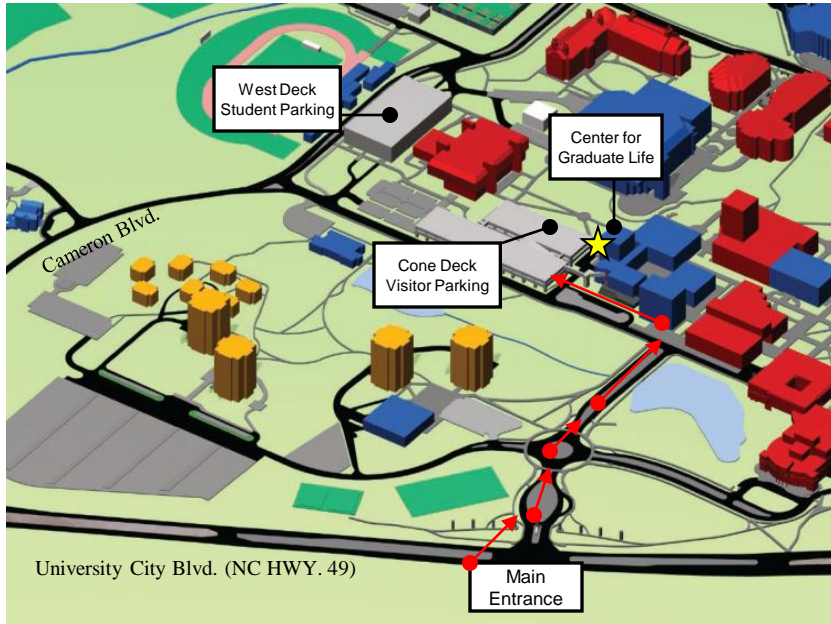 West Deck
Student Parking
Center for
Graduate Life
Cameron Blvd.
Cone Deck
Visitor Parking
University City Blvd. (NC HWY. 49)
Main
Entrance